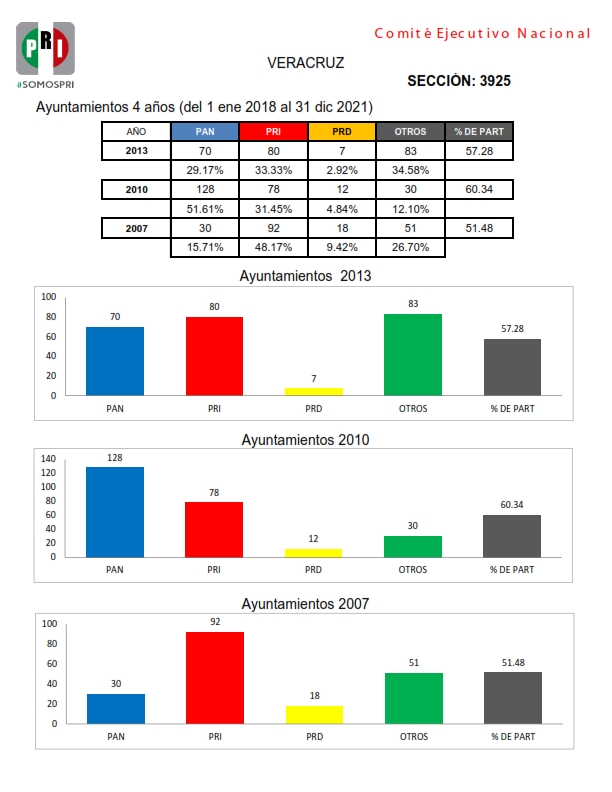 Comité Ejecutivo Nacional
PRI
#SOMOSPRI
VERACRUZ
SECCIÓN: 3925
Ayuntamientos 4 años (del 1 ene 2018 al 31 dic 2021)
AÑO PAN PRI PRD OTROS % DE PART
2013 70 80 7 83 57.28
29.17% 33.33% 2.92% 34.58%
2010 128 78 12 30 60.34
51.61% 31.45% 4.84% 12.10%
2007 30 92 18 51 51.48
15.71% 48.17% 9.42% 26.70%
Ayuntamientos 2013
100
80
60
40
20
0
70 80 7 83 57.28
PAN PRI PRD OTROS % DE PART
Ayuntamientos 2010
140
120
100
80
60
40
20
0
128 78 12 30 60.34
PAN PRI PRD OTROS % DE PART
Ayuntamientos 2007
100
80
60
40
20
0
30 92 18 51 51.48
PAN PRI PRD OTROS % DE PART